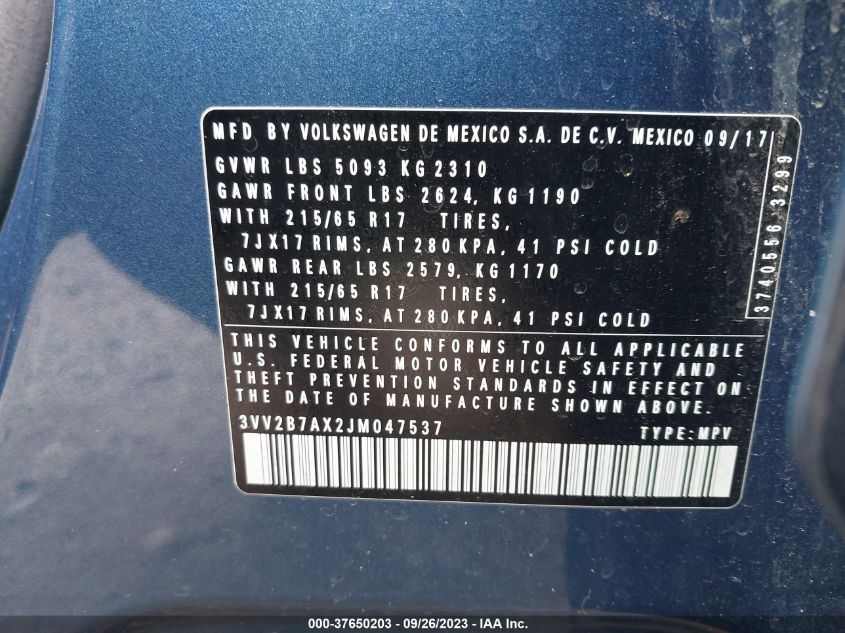 MFD BY VOLKSWAGEN DE MEXICO S.A. DE C.V. MEXICO 09/17
GVWR LBS 5093 KG 2310
GAWR FRONT LBS 2624, KG 1190
WITH 215/65 R17 TIRES,
7JX17 RIMS, AT 280 KPA, 41 PSI COLD
GAWR REAR LBS 2579, KG 1170
WITH 215/65 R17 TIRES,
7JX17 RIMS, AT 280 KPA, 41 PSI COLD
THIS VEHICLE CONFORMS TO ALL APPLICABLE
U.S. FEDERAL MOTOR VEHICLE SAFETY AND
THEFT PREVENTION STANDARDS IN EFFECT ON
THE DATE OF MANUFACTURE SHOWN ABOVE.
3VV2B7AX2JM047537 TYPE: MPV
3740556 3299
000-37650203 - 09/26/2023 - IAA Inc.